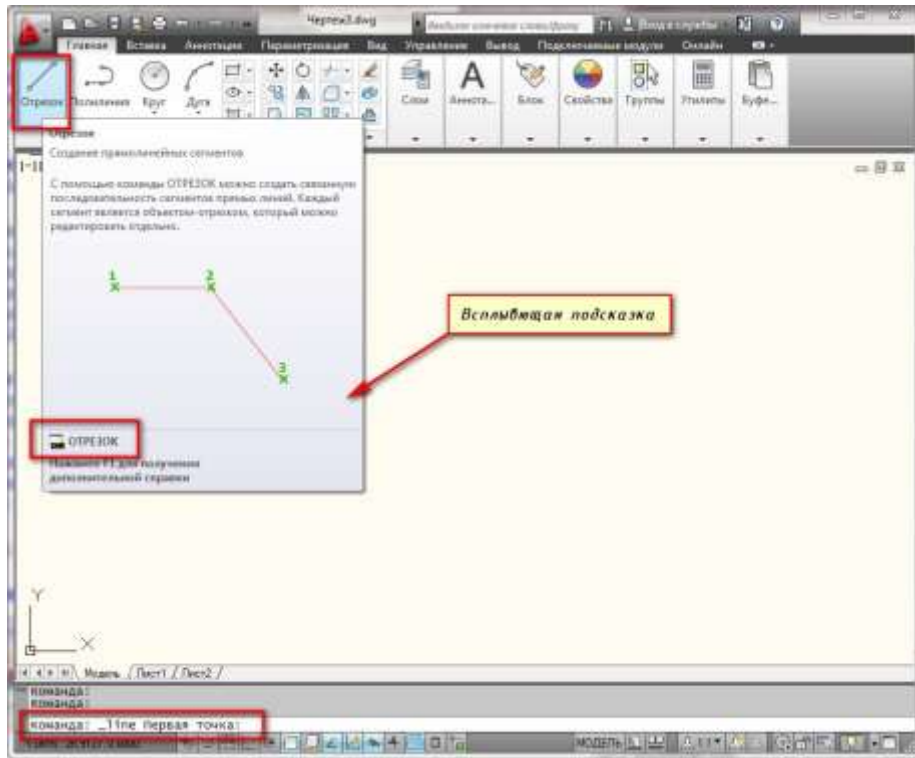 Чертеж3.dwg
Главная Вставка Аннотации Параметризация Вид Управление Вывод Подключаемые модули Онлайн
Отрезок Полилиния Круг Дуга Слои Аннота... Блок Свойства Группы Утилиты Буфе...
Отрезок
Создание прямолинейных сегментов
С помощью команды ОТРЕЗОК можно создать связанную
последовательность сегментов прямых линий. Каждый
сегмент является объектом-отрезком, который можно
редактировать отдельно.
1 2
3
Всплывющая подсказка
ОТРЕЗОК
Нажмите F1 для получения
дополнительной справки
Y
X
Модель Лист1 Лист2
Команда:
Команда:
Команда: _line Первая точка:
МОДЕЛЬ 1:1